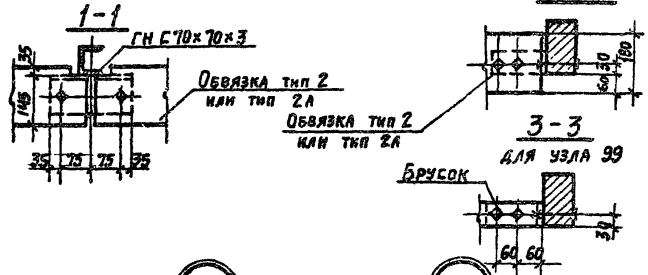 1-1
ГН С 70×70×3
35
145
Обвязка тип 2
или тип 2А
35 75 75 35
30
60
180
Обвязка тип 2
или тип 2А
3-3
для узла 99
Брусок
30
60 60